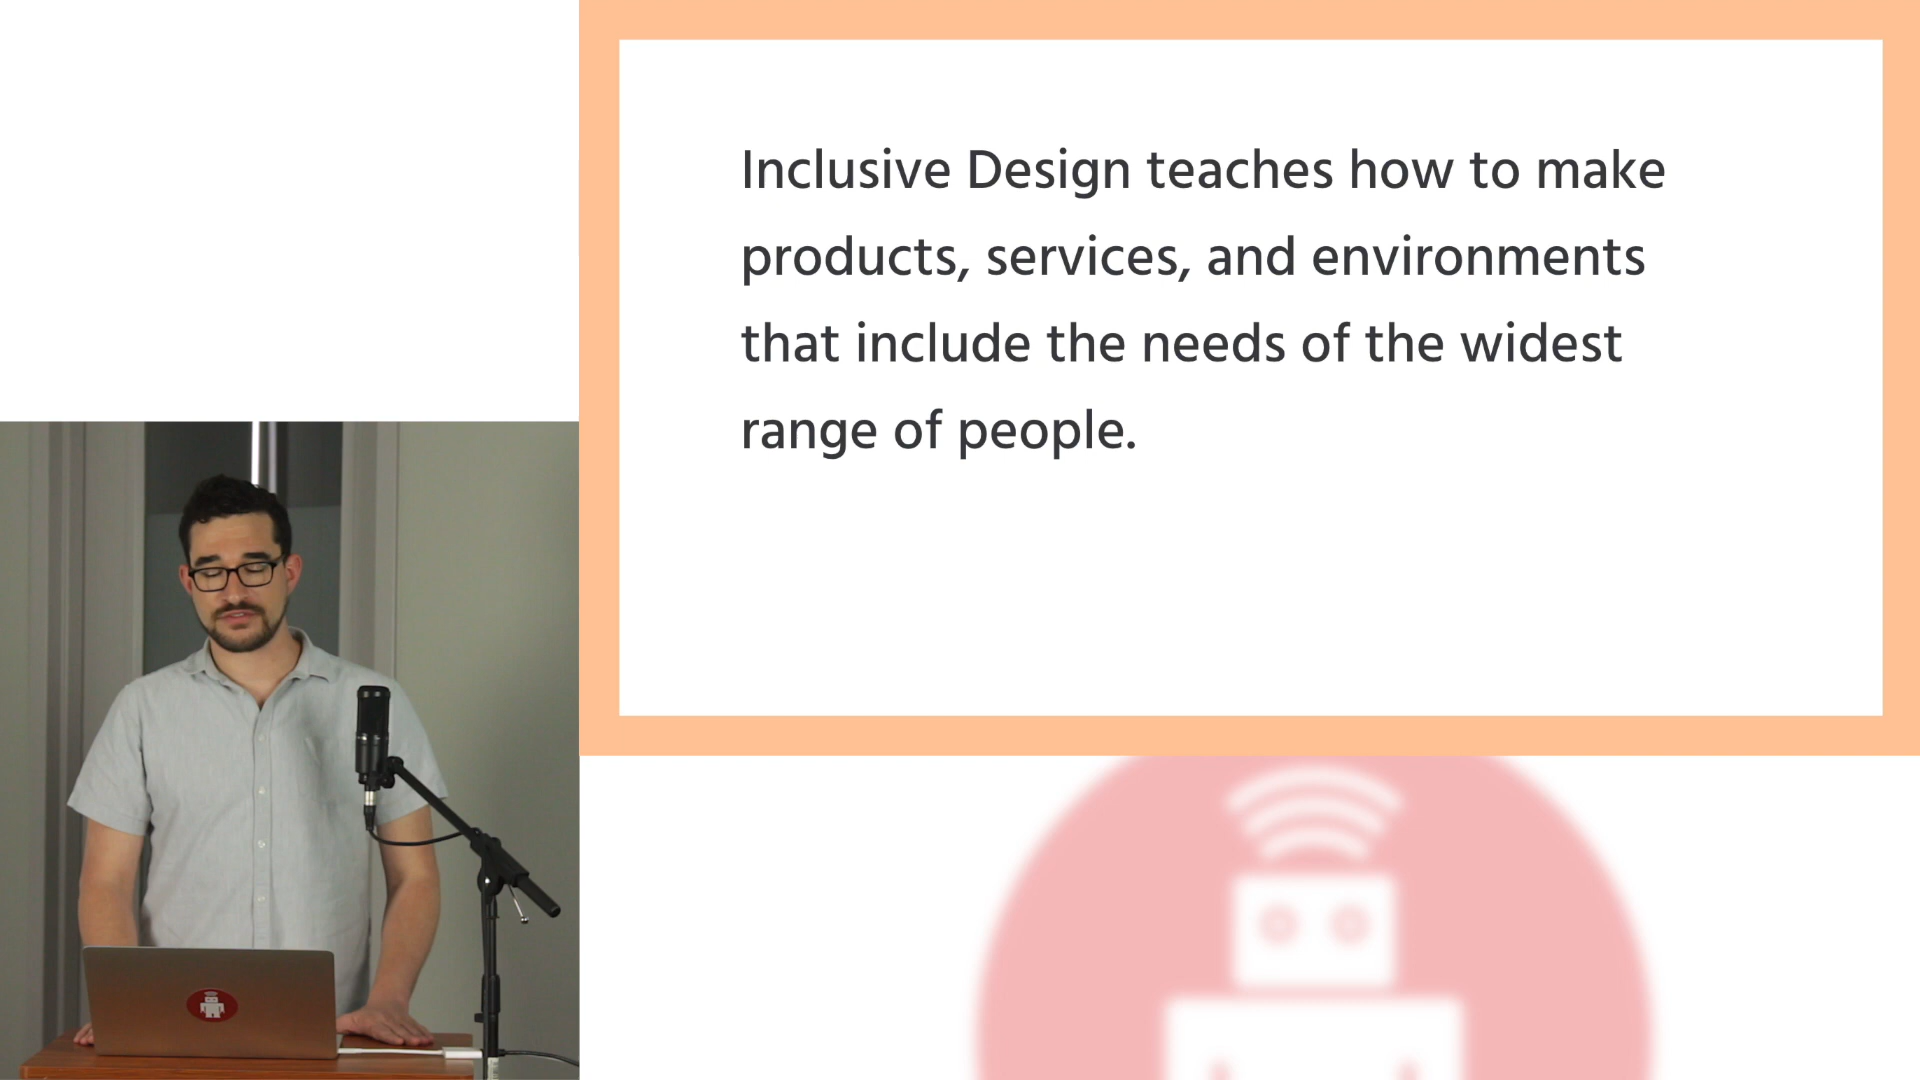 Inclusive Design teaches how to make
products, services, and environments
that include the needs of the widest
range of people.